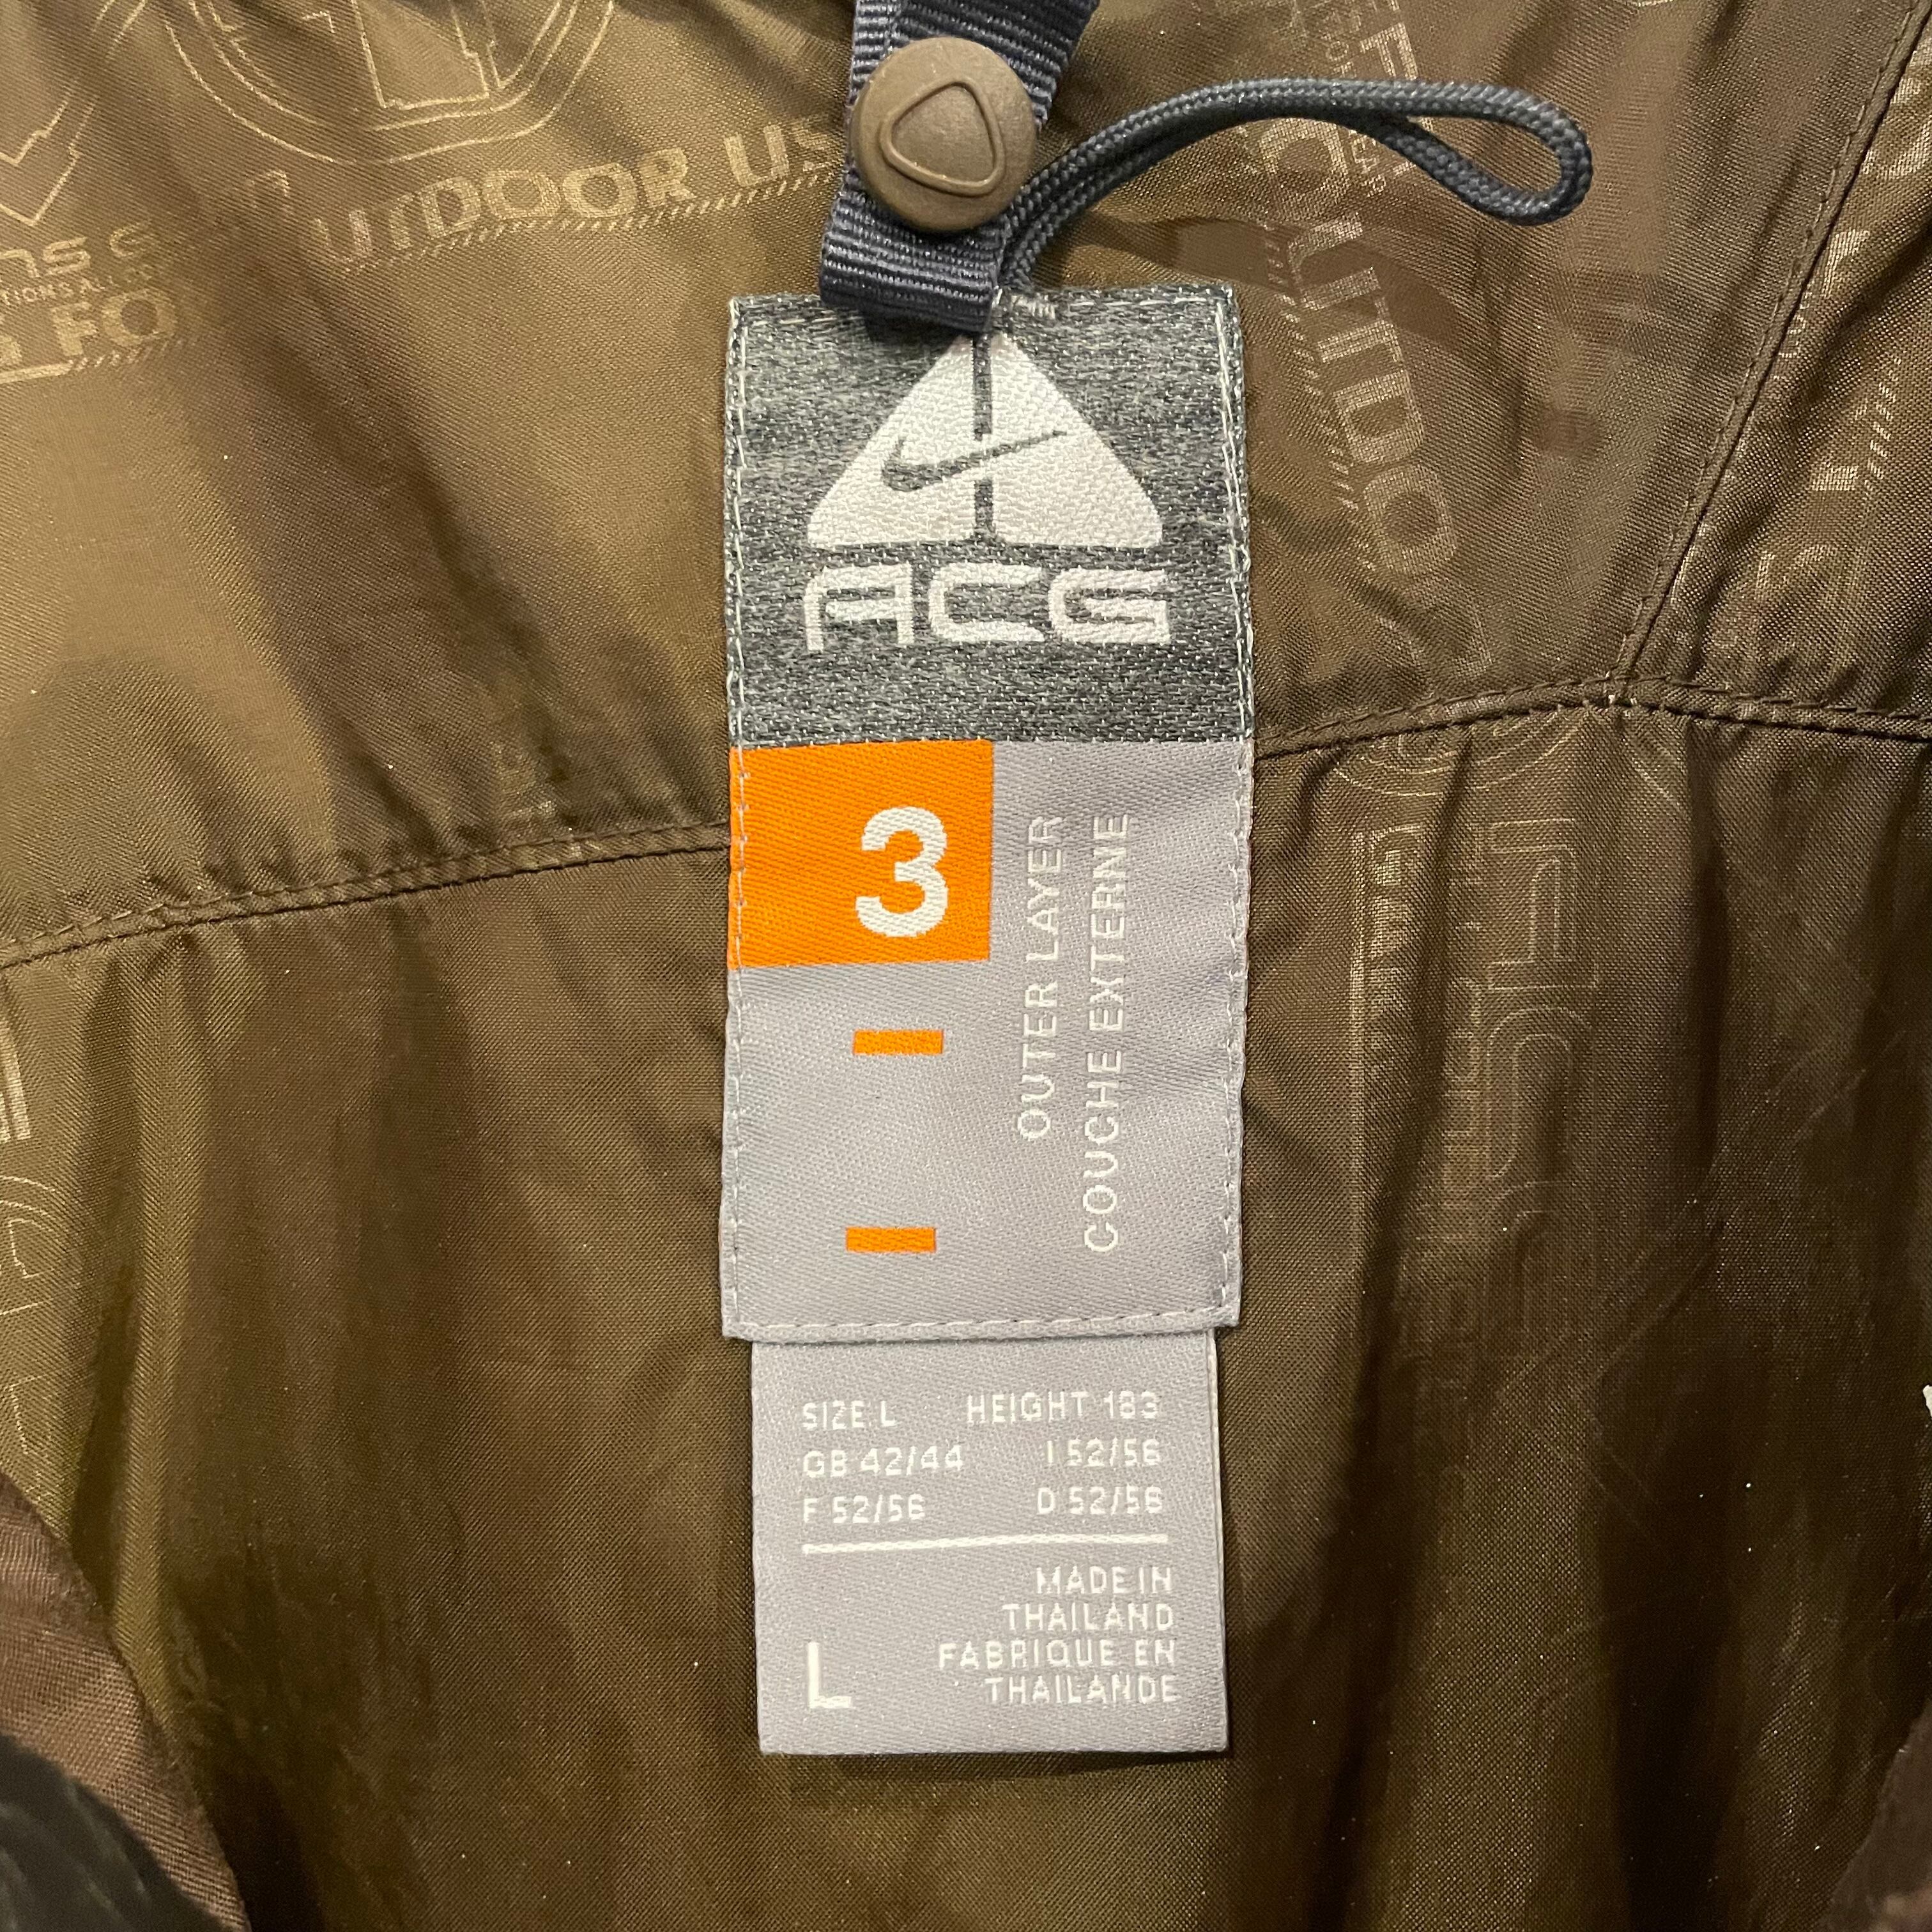 OUTDOOR US
FO
ACG
3
OUTER LAYER
COUCHE EXTERNE
SIZE L HEIGHT 183
GB 42/44 I 52/56
F 52/56 D 52/56
MADE IN
THAILAND
FABRIQUE EN
THAILANDE
L